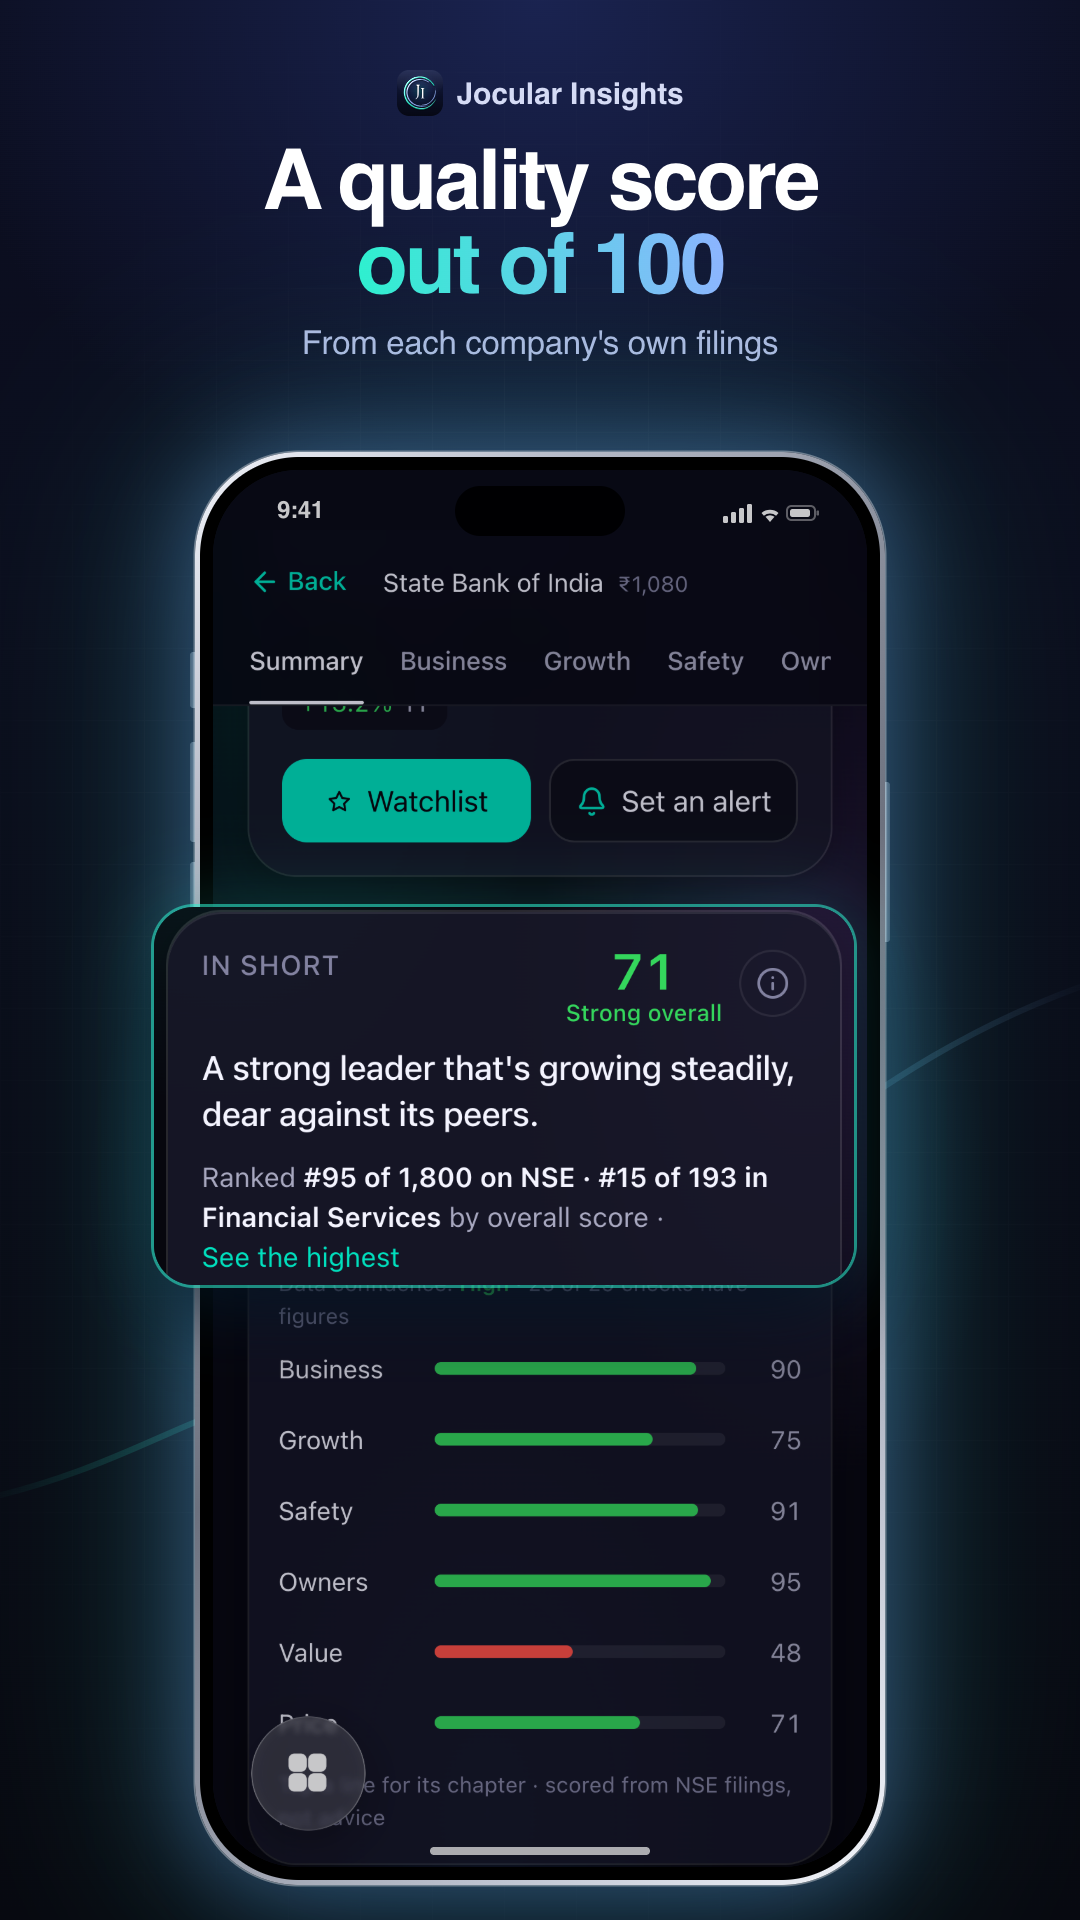 Jocular Insights
A quality score
out of 100
From each company's own filings
9:41
Back State Bank of India ₹1,080
Summary Business Growth Safety
Watchlist Set an alert
IN SHORT
71
Strong overall
A strong leader that's growing steadily,
dear against its peers.
Ranked #95 of 1,800 on NSE · #15 of 193 in
Financial Services by overall score ·
See the highest
figures
Business 90
Growth 75
Safety 91
Owners 95
Value 48
Price 71
for its chapter · scored from NSE filings,